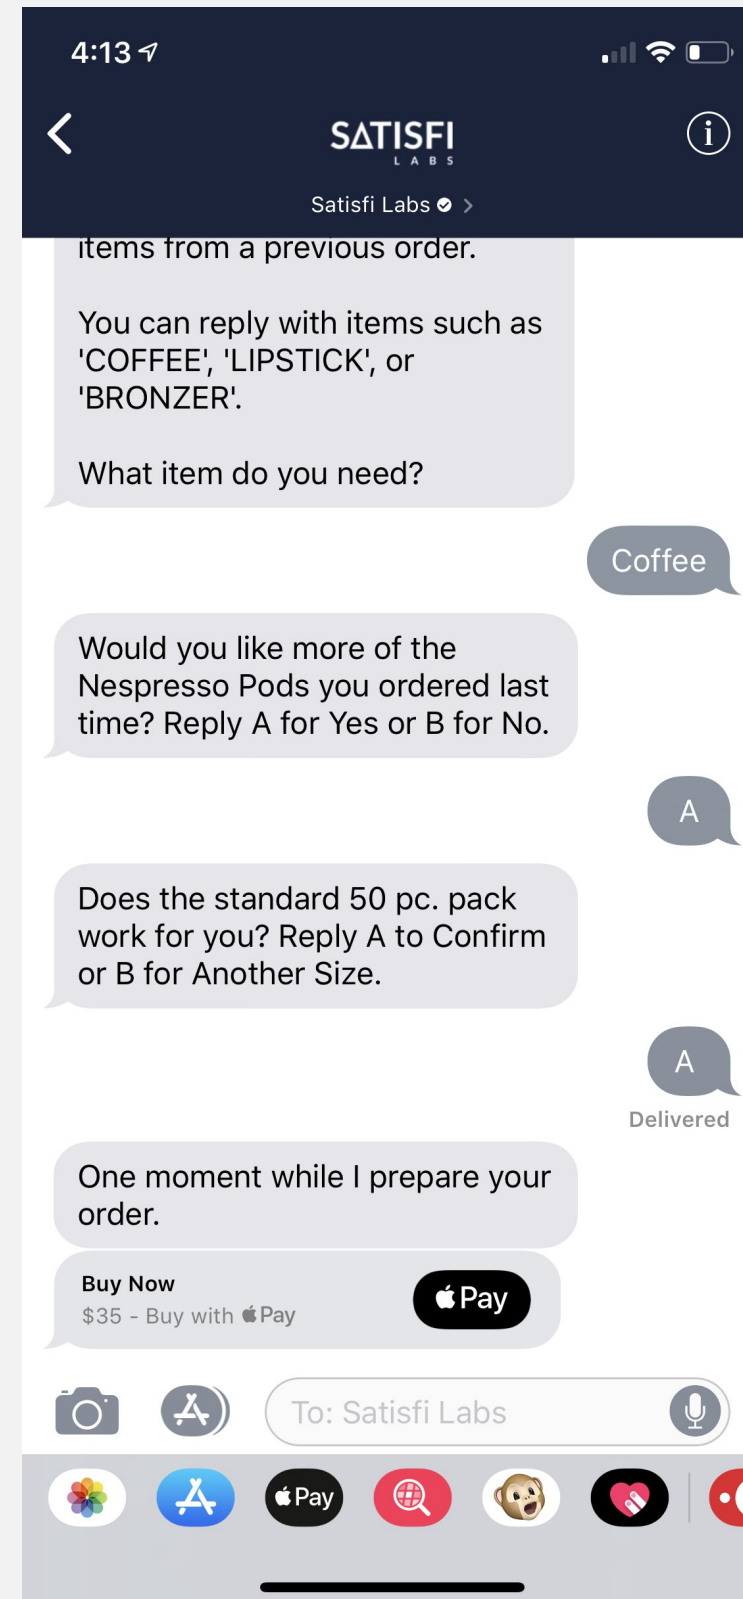 4:13
SATISFI
LABS
Satisfi Labs
items from a previous order.
You can reply with items such as
'COFFEE', 'LIPSTICK', or
'BRONZER'.
What item do you need?
Coffee
Would you like more of the
Nespresso Pods you ordered last
time? Reply A for Yes or B for No.
A
Does the standard 50 pc. pack
work for you? Reply A to Confirm
or B for Another Size.
A
Delivered
One moment while I prepare your
order.
Buy Now
$35 - Buy with Pay
Pay
To: Satisfi Labs
Pay